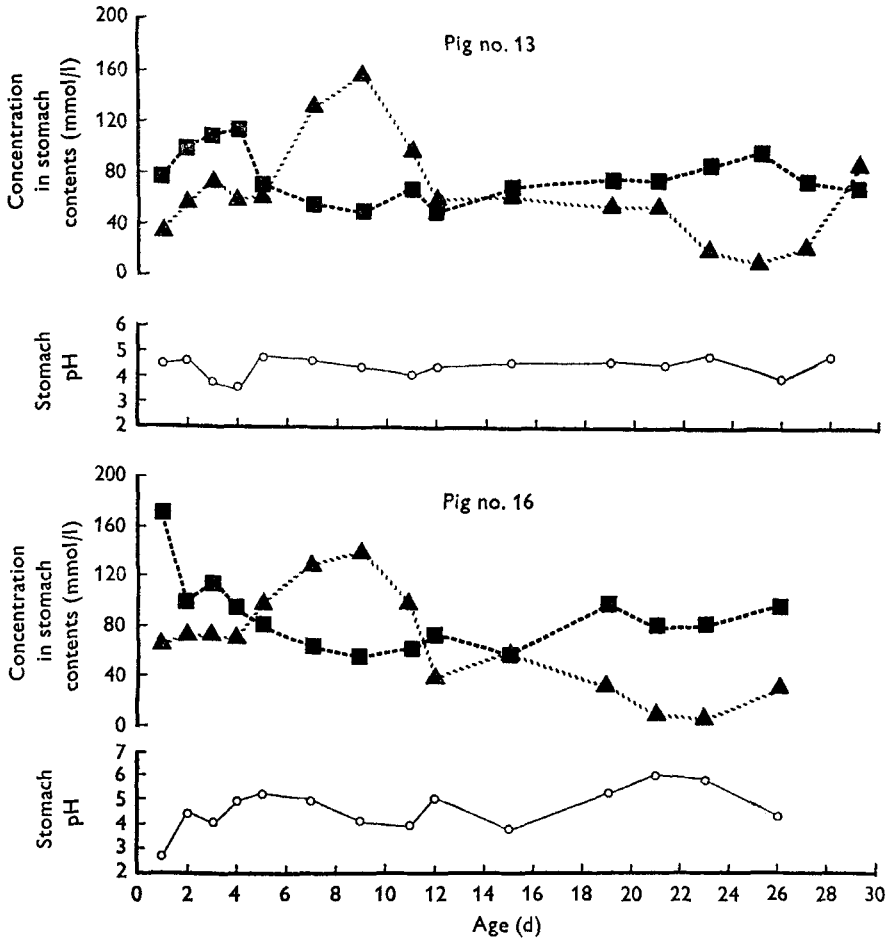 Pig no. 13
Concentration
in stomach
contents (mmol/l)
200
160
120
80
40
0
Stomach
pH
6
5
4
3
2
Pig no. 16
Concentration
in stomach
contents (mmol/l)
200
160
120
80
40
0
Stomach
pH
7
6
5
4
3
2
0 2 4 6 8 10 12 14 16 18 20 22 24 26 28 30
Age (d)